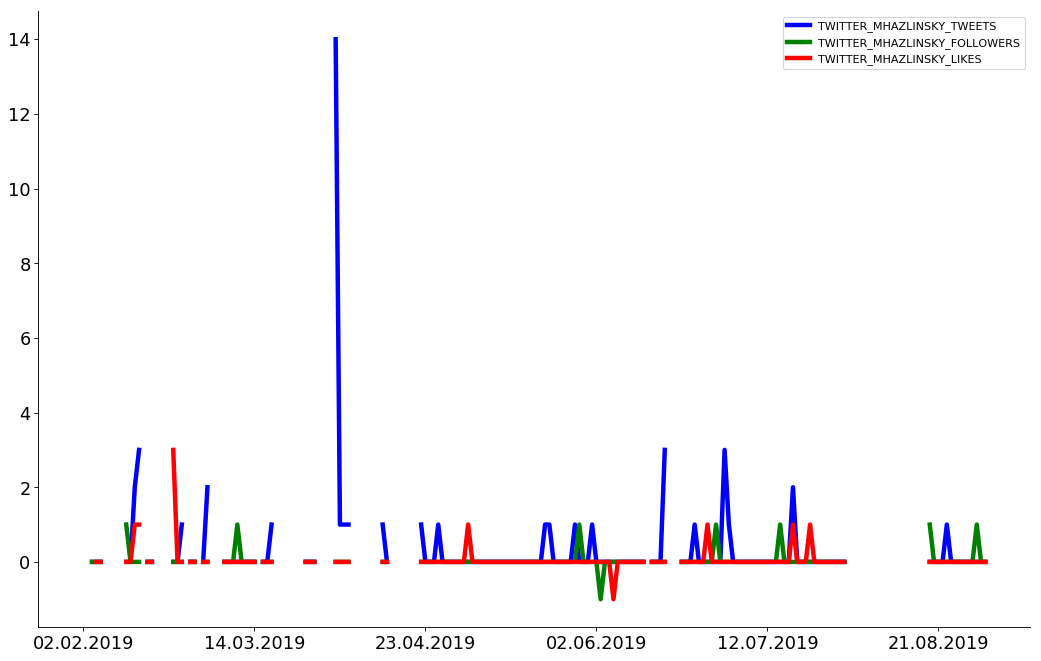 TWITTER_MHAZLINSKY_TWEETS
TWITTER_MHAZLINSKY_FOLLOWERS
TWITTER_MHAZLINSKY_LIKES
14
12
10
8
6
4
2
0
02.02.2019 14.03.2019 23.04.2019 02.06.2019 12.07.2019 21.08.2019